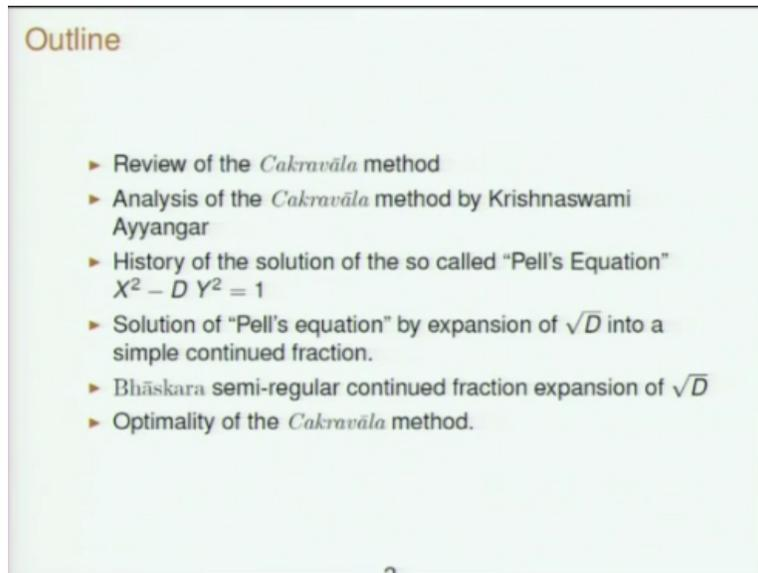 Outline
► Review of the Cakravāla method
► Analysis of the Cakravāla method by Krishnaswami
Ayyangar
► History of the solution of the so called “Pell’s Equation”
X² – D Y² = 1
► Solution of “Pell’s equation” by expansion of √D into a
simple continued fraction.
► Bhāskara semi-regular continued fraction expansion of √D
► Optimality of the Cakravāla method.